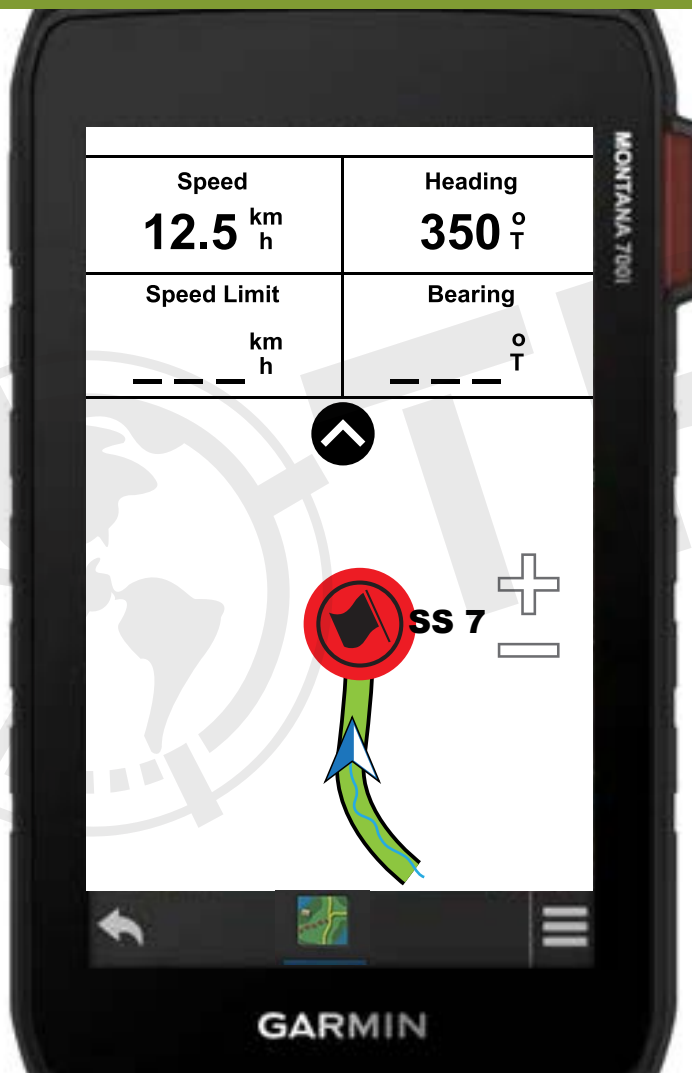 Speed
12.5 km h
Heading
350 o T
Speed Limit
_ _ _ km h
Bearing
_ _ _ o T
SS 7
MONTANA 700i
GARMIN